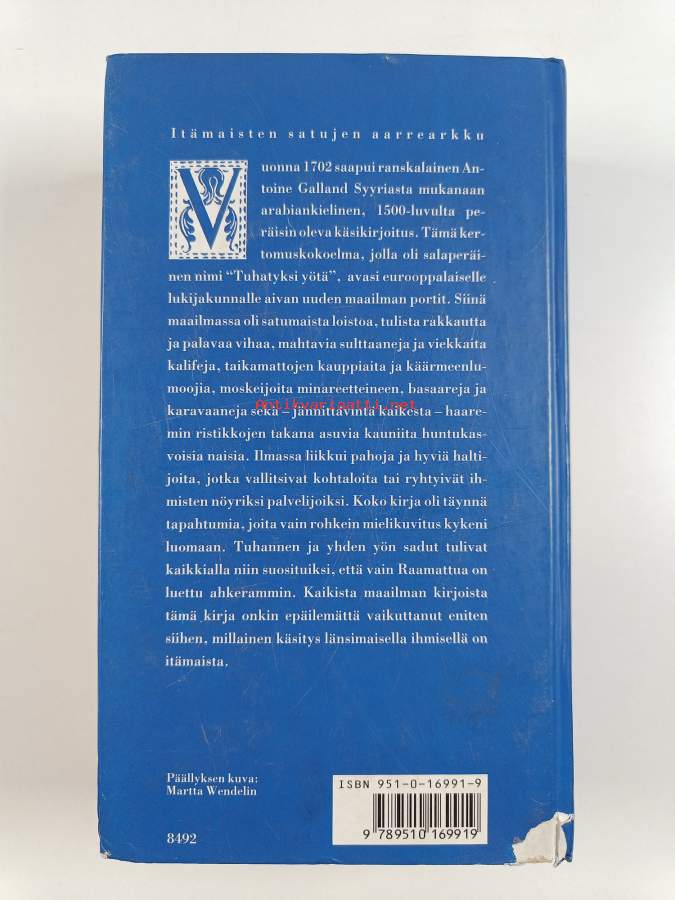 Itämaisten satujen aarrearkku
Vuonna 1702 saapui ranskalainen An-
toine Galland Syyriasta mukanaan
arabiankielinen, 1500-luvulta pe-
räisin oleva käsikirjoitus. Tämä ker-
tomuskokoelma, jolla oli salaperäi-
nen nimi “Tuhatyksi yötä”, avasi eurooppalaiselle
lukijakunnalle aivan uuden maailman portit. Siinä
maailmassa oli satumaista loistoa, tulista rakkautta
ja palavaa vihaa, mahtavia sulttaaneja ja viekkaita
kalifeja, taikamattojen kauppiaita ja käärmeenlu-
moojia, moskeijoita minareetteineen, basaareja ja
Antikvariaatti.net
karavaaneja sekä – jännittävintä kaikesta – haare-
min ristikkojen takana asuvia kauniita huntukas-
voisia naisia. Ilmassa liikkui pahoja ja hyviä halti-
joita, jotka vallitsivat kohtaloita tai ryhtyivät ih-
misten nöyriksi palvelijoiksi. Koko kirja oli täynnä
tapahtumia, joita vain rohkein mielikuvitus kykeni
luomaan. Tuhannen ja yhden yön sadut tulivat
kaikkialla niin suosituiksi, että vain Raamattua on
luettu ahkerammin. Kaikista maailman kirjoista
tämä kirja onkin epäilemättä vaikuttanut eniten
siihen, millainen käsitys länsimaisella ihmisellä on
itämaista.
Päällyksen kuva:
Martta Wendelin
8492
ISBN 951-0-16991-9
9 789510 169919